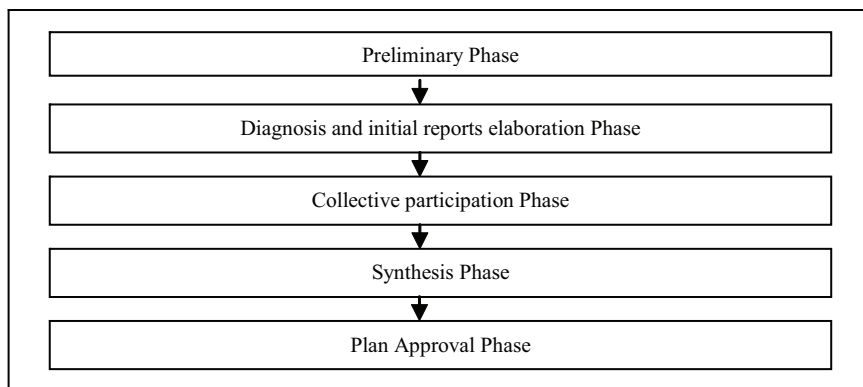 Preliminary Phase
Diagnosis and initial reports elaboration Phase
Collective participation Phase
Synthesis Phase
Plan Approval Phase